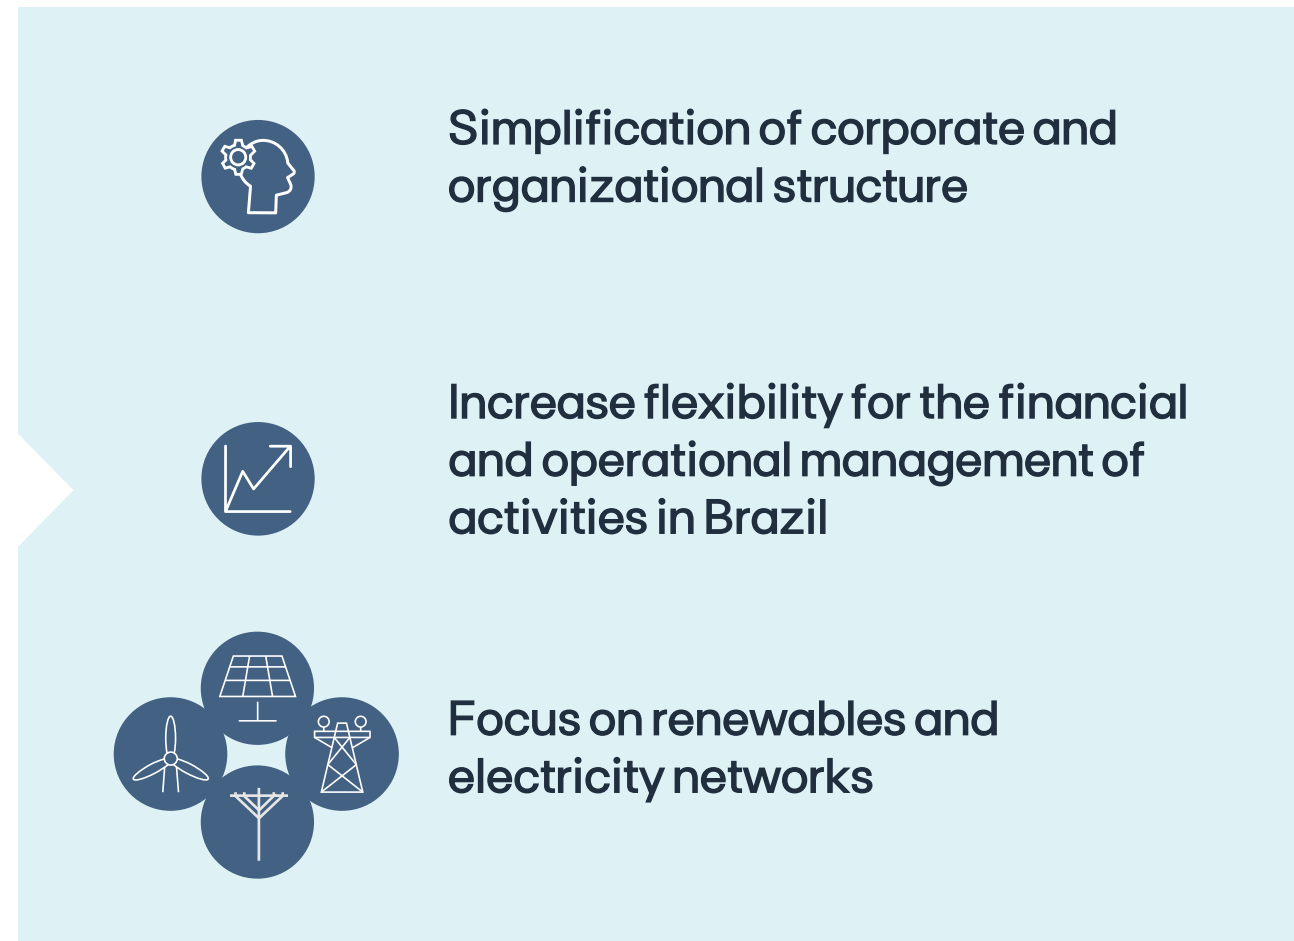 Simplification of corporate and
organizational structure
Increase flexibility for the financial
and operational management of
activities in Brazil
Focus on renewables and
electricity networks